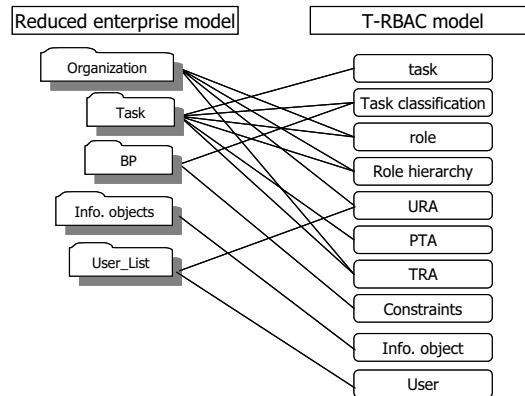 Reduced enterprise model
T-RBAC model
Organization
Task
BP
Info. objects
User_List
task
Task classification
role
Role hierarchy
URA
PTA
TRA
Constraints
Info. object
User